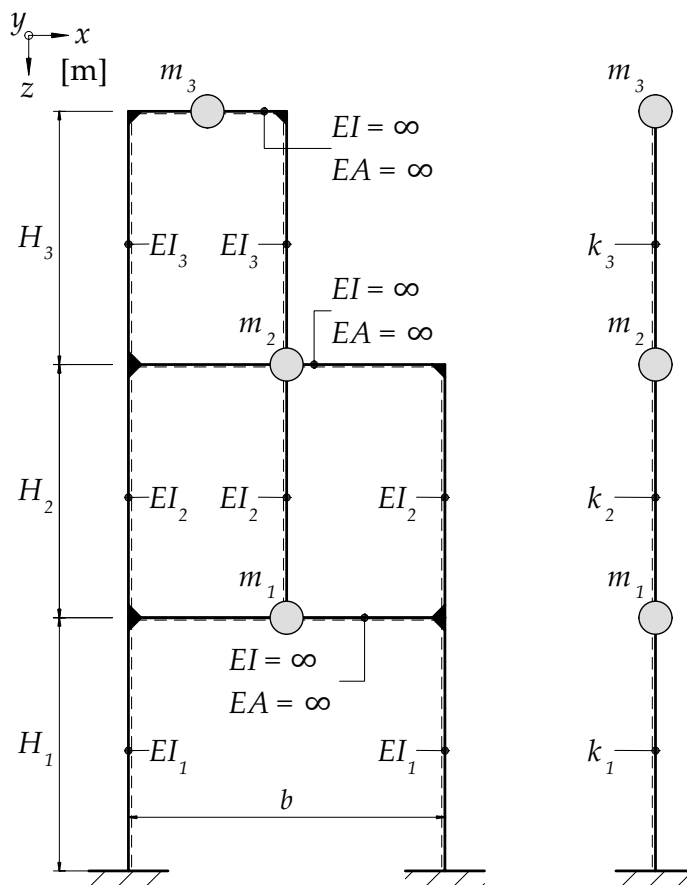 y
x
z
[m]
m₃
m₃
EI = ∞
EA = ∞
H₃
EI₃
EI₃
k₃
EI = ∞
EA = ∞
m₂
m₂
H₂
EI₂
EI₂
EI₂
k₂
m₁
m₁
EI = ∞
EA = ∞
H₁
EI₁
EI₁
k₁
b